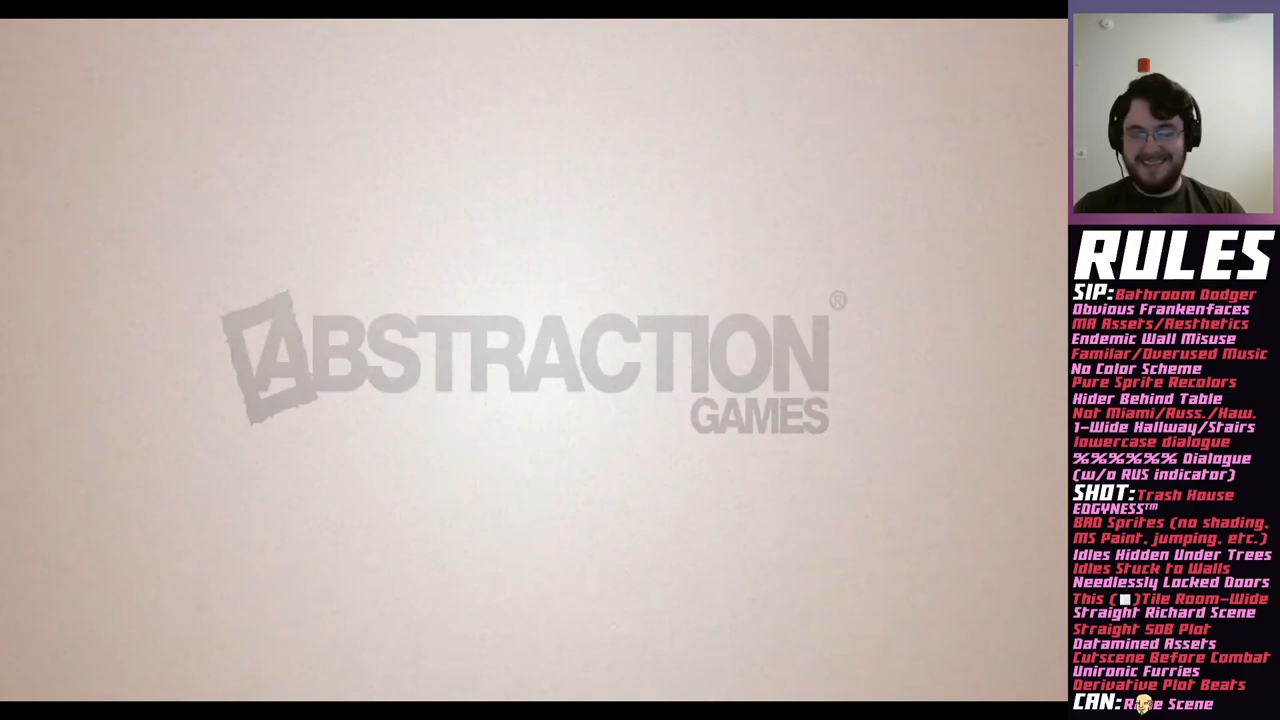 ABSTRACTION®
GAMES
RULES
SIP: Bathroom Dodger
Obvious Frankenfaces
MA Assets/Aesthetics
Endemic Wall Misuse
Familar/Overused Music
No Color Scheme
Pure Sprite Recolors
Hider Behind Table
Not Miami/Russ./Haw.
1-Wide Hallway/Stairs
lowercase dialogue
%%%%%% Dialogue
(w/o RUS indicator)
SHOT: Trash House
EDGYNESS™
BAD Sprites (no shading,
MS Paint, jumping, etc.)
Idles Hidden Under Trees
Idles Stuck to Walls
Needlessly Locked Doors
This ( )Tile Room-Wide
Straight Richard Scene
Straight 50B Plot
Datamined Assets
Cutscene Before Combat
Unironic Furries
Derivative Plot Beats
CAN: Scene